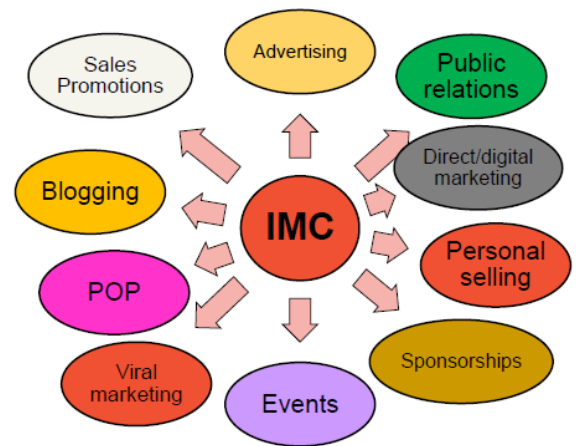 Advertising
Sales
Promotions
Public
relations
Direct/digital
marketing
Blogging
IMC
Personal
selling
POP
Viral
marketing
Sponsorships
Events